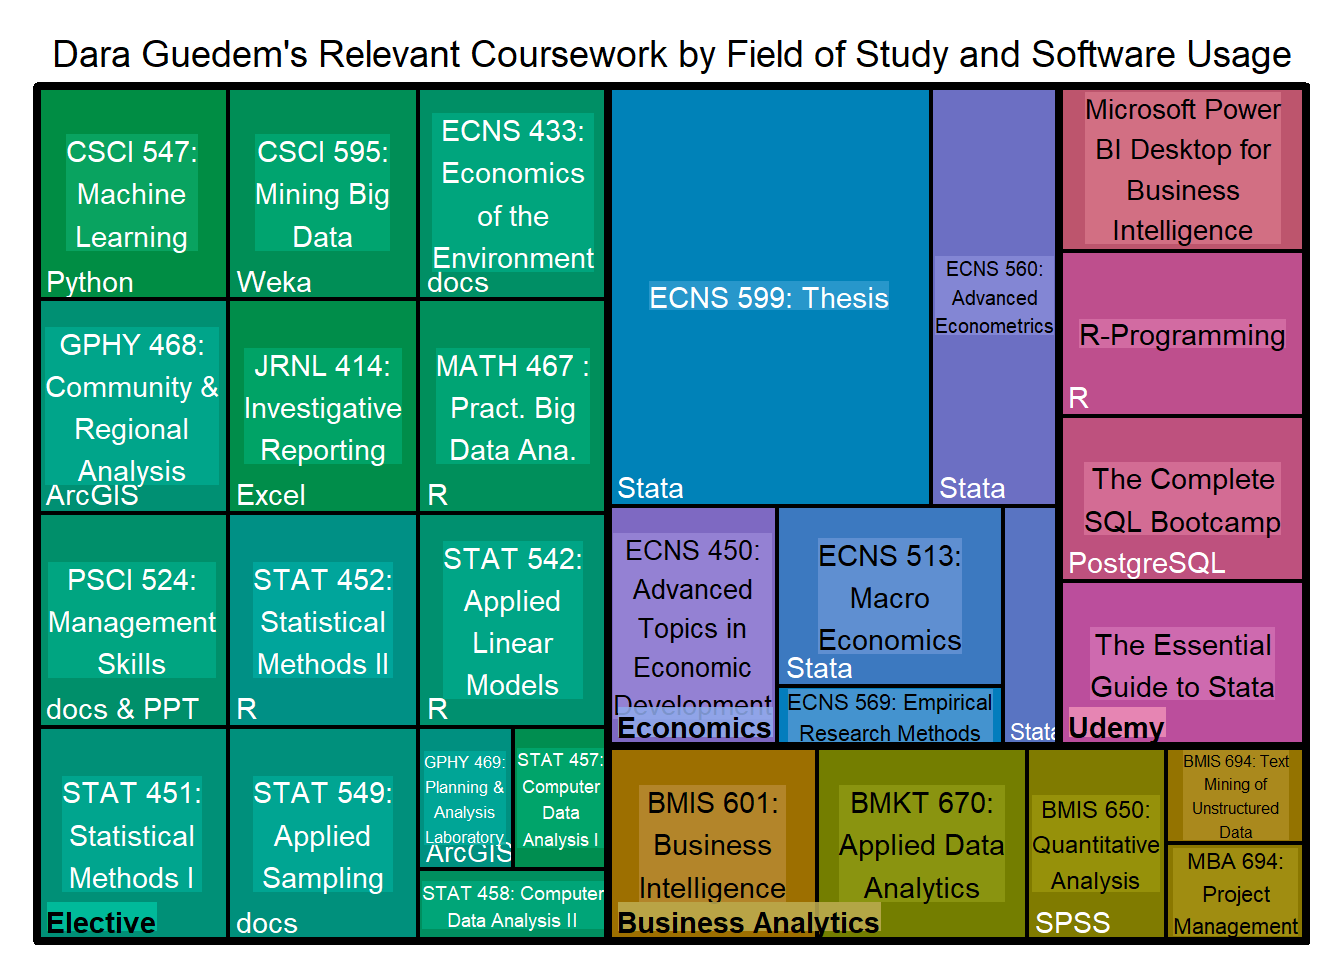 Dara Guedem's Relevant Coursework by Field of Study and Software Usage
CSCI 547:
Machine
Learning
Python
CSCI 595:
Mining Big
Data
Weka
ECNS 433:
Economics
of the
Environment
docs
GPHY 468:
Community &
Regional
Analysis
ArcGIS
JRNL 414:
Investigative
Reporting
Excel
MATH 467 :
Pract. Big
Data Ana.
R
PSCI 524:
Management
Skills
docs & PPT
STAT 452:
Statistical
Methods II
R
STAT 542:
Applied
Linear
Models
R
STAT 451:
Statistical
Methods I
Elective
STAT 549:
Applied
Sampling
docs
GPHY 469:
Planning &
Analysis
Laboratory
ArcGIS
STAT 457:
Computer
Data
Analysis I
STAT 458: Computer
Data Analysis II
ECNS 599: Thesis
Stata
ECNS 560:
Advanced
Econometrics
Stata
ECNS 450:
Advanced
Topics in
Economic
Development
Economics
ECNS 513:
Macro
Economics
Stata
ECNS 569: Empirical
Research Methods
Stata
Microsoft Power
BI Desktop for
Business
Intelligence
R-Programming
R
The Complete
SQL Bootcamp
PostgreSQL
The Essential
Guide to Stata
Udemy
BMIS 601:
Business
Intelligence
Business Analytics
BMKT 670:
Applied Data
Analytics
BMIS 650:
Quantitative
Analysis
SPSS
BMIS 694: Text
Mining of
Unstructured
Data
MBA 694:
Project
Management